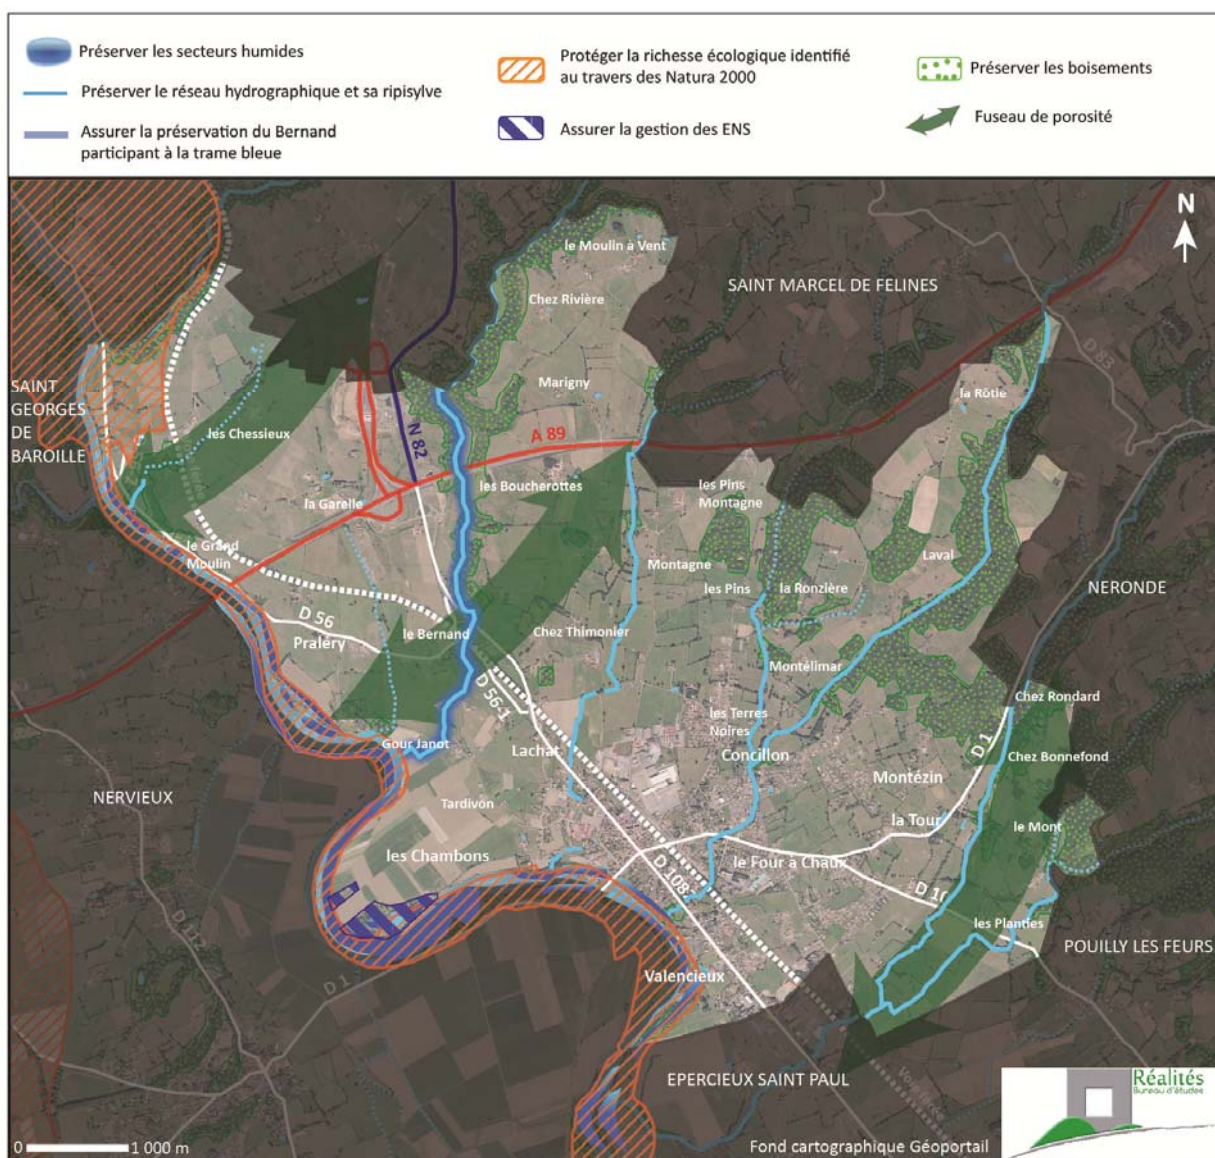 Préserver les secteurs humides
Préserver le réseau hydrographique et sa ripisylve
Assurer la préservation du Bernand
participant à la trame bleue
Protéger la richesse écologique identifié
au travers des Natura 2000
Assurer la gestion des ENS
Préserver les boisements
Fuseau de porosité
N
le Moulin à Vent
SAINT MARCEL DE FELINES
Chez Rivière
D 83
SAINT
GEORGES
DE
BAROILLE
Marigny
la Rôtie
les Chessieux
N 82
A 89
les Boucherottes
les Pins
Montagne
la Garelle
le Grand
Moulin
Montagne
Laval
les Pins
la Ronzière
NERONDE
D 56
Praléry
le Bernand
Chez Thimonier
Montélimar
D 56-1
Chez Rondard
les Terres
Noires
D 1
Gour Janot
Lachat
Concillon
Chez Bonnefond
Montézin
NERVIEUX
Tardivon
la Tour
le Mont
les Chambons
le Four à Chaux
D 108
D 10
les Planties
POUILLY LES FEURS
Valencieux
EPERCIEUX SAINT PAUL
Réalités
Bureau d'études
0
1 000 m
Fond cartographique Géoportail